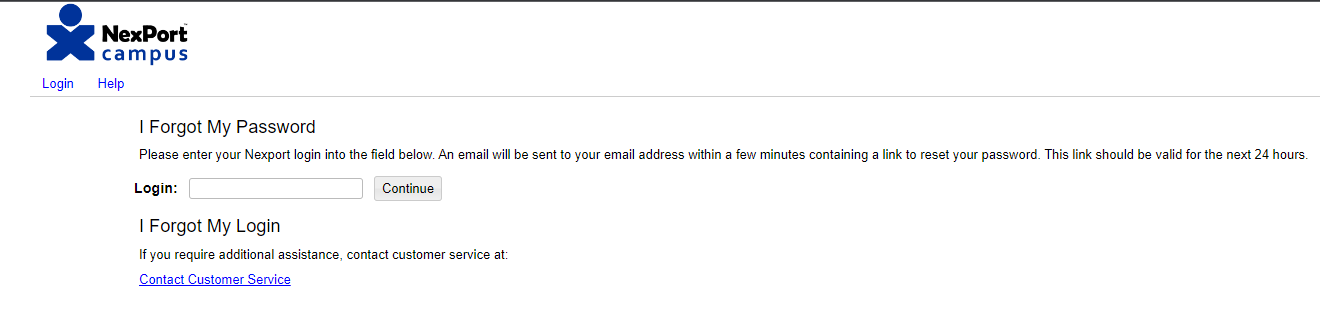 NexPort™
campus
Login Help
I Forgot My Password
Please enter your Nexport login into the field below. An email will be sent to your email address within a few minutes containing a link to reset your password. This link should be valid for the next 24 hours.
Login: Continue
I Forgot My Login
If you require additional assistance, contact customer service at:
Contact Customer Service